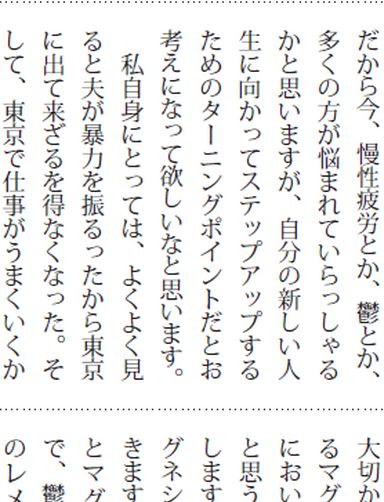 だから今、慢性疲労とか、鬱とか、
多くの方が悩まれていらっしゃる
かと思いますが、自分の新しい人
生に向かってステップアップする
ためのターニングポイントだとお
考えになって欲しいなと思います。
私自身にとっては、よくよく見
ると夫が暴力を振るったから東京
に出て来ざるを得なくなった。そ
して、東京で仕事がうまくいくか
大切か
るマグ
におい
と思う
します
グネシ
きます
とマグ
で、鬱
のレメ